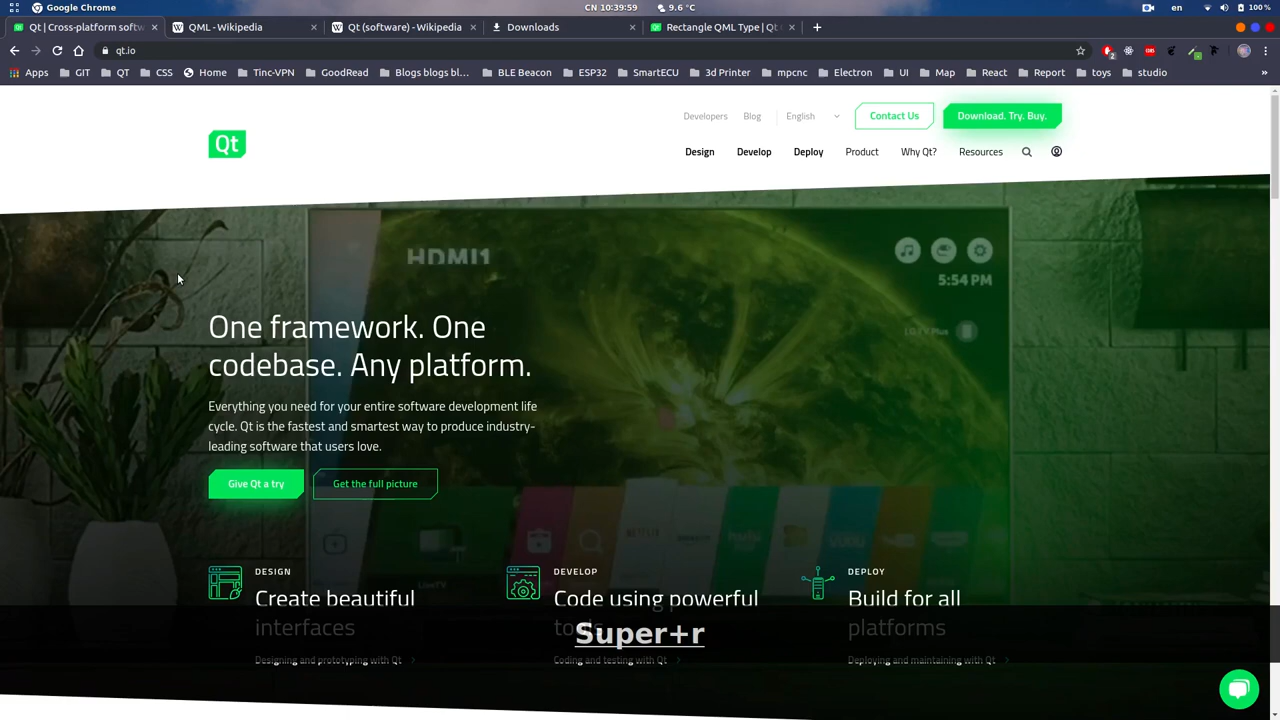 Google Chrome
CN 10:39:59
9.6 °C
en
100%
Qt | Cross-platform softw
QML - Wikipedia
Qt (software) - Wikipedia
Downloads
Rectangle QML Type | Qt
qt.io
2
Apps
GIT
QT
CSS
Home
Tinc-VPN
GoodRead
Blogs blogs bl...
BLE Beacon
ESP32
SmartECU
3d Printer
mpcnc
Electron
UI
Map
React
Report
toys
studio
»
Developers
Blog
English
Contact Us
Download. Try. Buy.
Qt
Design
Develop
Deploy
Product
Why Qt?
Resources
HDMI1
5:54 PM
One framework. One
codebase. Any platform.
Everything you need for your entire software development life
cycle. Qt is the fastest and smartest way to produce industry-
leading software that users love.
Give Qt a try
Get the full picture
NETFLIX
DESIGN
Create beautiful
interfaces
Designing and prototyping with Qt
DEVELOP
Code using powerful
tools
Coding and testing with Qt
DEPLOY
Build for all
platforms
Deploying and maintaining with Qt
Super+r